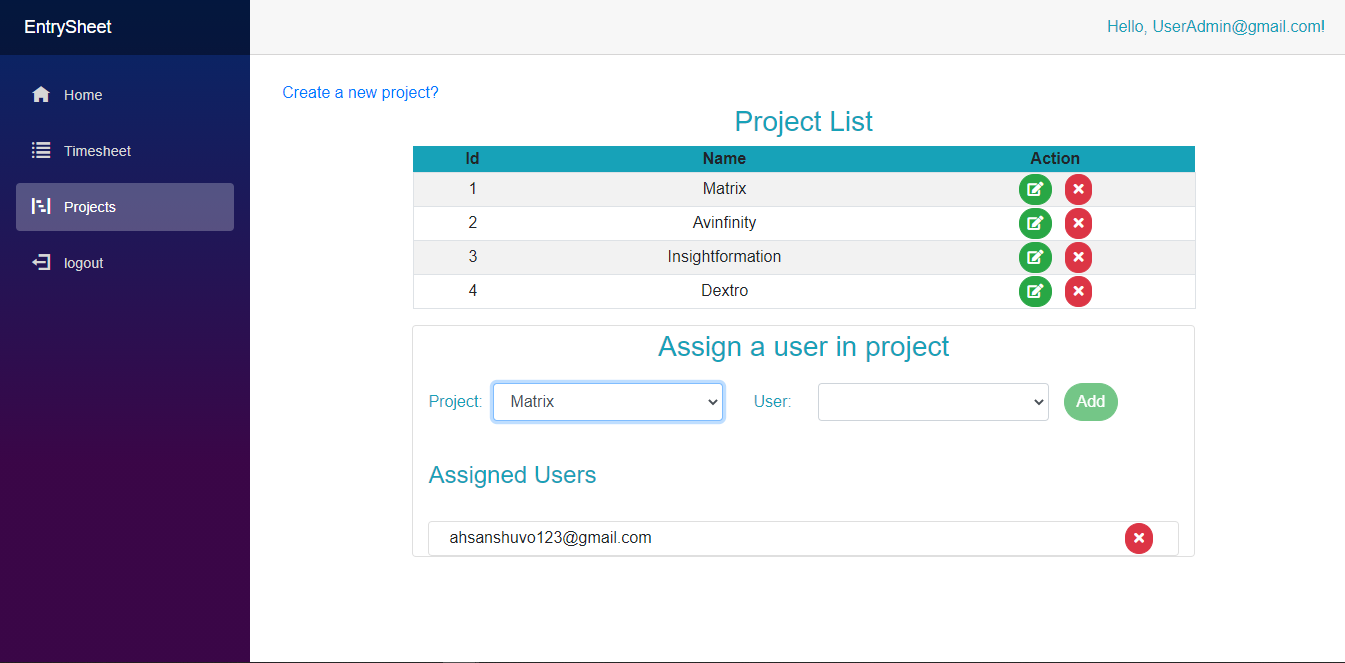 EntrySheet
Hello, UserAdmin@gmail.com!
Home
Timesheet
Projects
logout
Create a new project?
Project List
Id Name Action
1 Matrix
2 Avinfinity
3 Insightformation
4 Dextro
Assign a user in project
Project: Matrix User: Add
Assigned Users
ahsanshuvo123@gmail.com